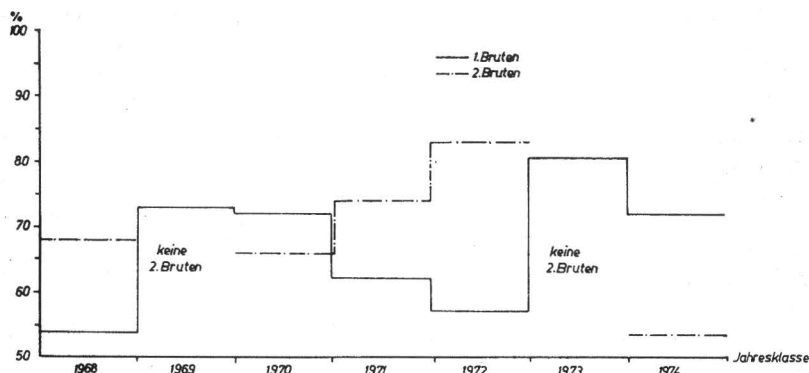 %
100
90
80
70
60
50
1.Bruten
2.Bruten
keine
2.Bruten
keine
2.Bruten
1968
1969
1970
1971
1972
1973
1974
Jahresklasse